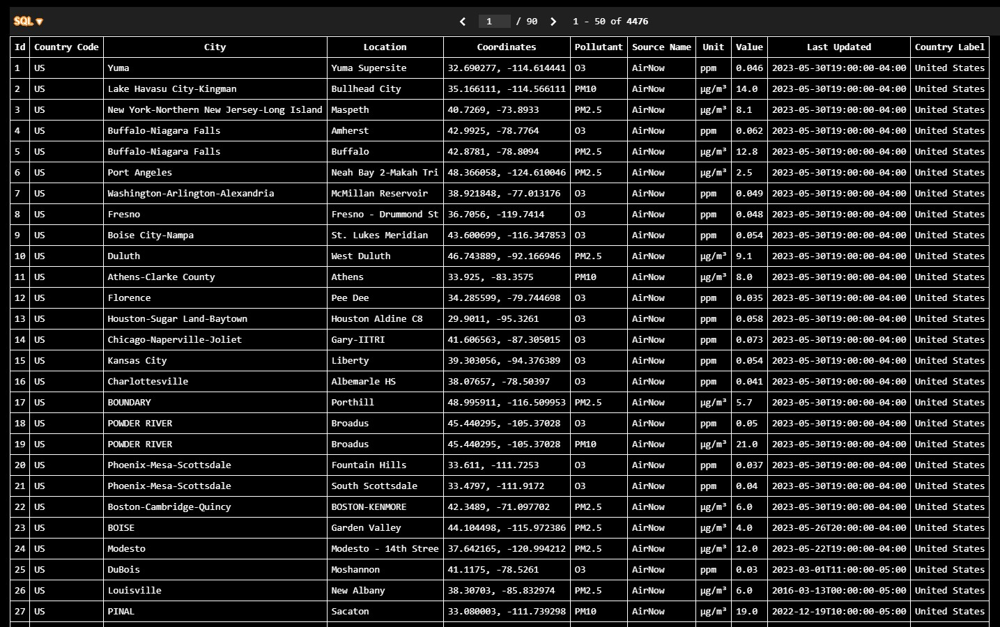 SQL ▼ 1 / 90 1 - 50 of 4476
Id Country Code City Location Coordinates Pollutant Source Name Unit Value Last Updated Country Label
1 US Yuma Yuma Supersite 32.690277, -114.614441 O3 AirNow ppm 0.046 2023-05-30T19:00:00-04:00 United States
2 US Lake Havasu City-Kingman Bullhead City 35.166111, -114.566111 PM10 AirNow µg/m³ 14.0 2023-05-30T19:00:00-04:00 United States
3 US New York-Northern New Jersey-Long Island Maspeth 40.7269, -73.8933 PM2.5 AirNow µg/m³ 8.1 2023-05-30T19:00:00-04:00 United States
4 US Buffalo-Niagara Falls Amherst 42.9925, -78.7764 O3 AirNow ppm 0.062 2023-05-30T19:00:00-04:00 United States
5 US Buffalo-Niagara Falls Buffalo 42.8781, -78.8094 PM2.5 AirNow µg/m³ 12.8 2023-05-30T19:00:00-04:00 United States
6 US Port Angeles Neah Bay 2-Makah Tri 48.366058, -124.610046 PM2.5 AirNow µg/m³ 2.5 2023-05-30T19:00:00-04:00 United States
7 US Washington-Arlington-Alexandria McMillan Reservoir 38.921848, -77.013176 O3 AirNow ppm 0.049 2023-05-30T19:00:00-04:00 United States
8 US Fresno Fresno - Drummond St 36.7056, -119.7414 O3 AirNow ppm 0.048 2023-05-30T19:00:00-04:00 United States
9 US Boise City-Nampa St. Lukes Meridian 43.600699, -116.347853 O3 AirNow ppm 0.054 2023-05-30T19:00:00-04:00 United States
10 US Duluth West Duluth 46.743889, -92.166946 PM2.5 AirNow µg/m³ 9.1 2023-05-30T19:00:00-04:00 United States
11 US Athens-Clarke County Athens 33.925, -83.3575 PM10 AirNow µg/m³ 8.0 2023-05-30T19:00:00-04:00 United States
12 US Florence Pee Dee 34.285599, -79.744698 O3 AirNow ppm 0.035 2023-05-30T19:00:00-04:00 United States
13 US Houston-Sugar Land-Baytown Houston Aldine C8 29.9011, -95.3261 O3 AirNow ppm 0.058 2023-05-30T19:00:00-04:00 United States
14 US Chicago-Naperville-Joliet Gary-IITRI 41.606563, -87.305015 O3 AirNow ppm 0.073 2023-05-30T19:00:00-04:00 United States
15 US Kansas City Liberty 39.303056, -94.376389 O3 AirNow ppm 0.054 2023-05-30T19:00:00-04:00 United States
16 US Charlottesville Albemarle HS 38.07657, -78.50397 O3 AirNow ppm 0.041 2023-05-30T19:00:00-04:00 United States
17 US BOUNDARY Porthill 48.995911, -116.509953 PM2.5 AirNow µg/m³ 5.7 2023-05-30T19:00:00-04:00 United States
18 US POWDER RIVER Broadus 45.440295, -105.37028 O3 AirNow ppm 0.05 2023-05-30T19:00:00-04:00 United States
19 US POWDER RIVER Broadus 45.440295, -105.37028 PM10 AirNow µg/m³ 21.0 2023-05-30T19:00:00-04:00 United States
20 US Phoenix-Mesa-Scottsdale Fountain Hills 33.611, -111.7253 O3 AirNow ppm 0.037 2023-05-30T19:00:00-04:00 United States
21 US Phoenix-Mesa-Scottsdale South Scottsdale 33.4797, -111.9172 O3 AirNow ppm 0.04 2023-05-30T19:00:00-04:00 United States
22 US Boston-Cambridge-Quincy BOSTON-KENMORE 42.3489, -71.097702 PM2.5 AirNow µg/m³ 6.0 2023-05-30T19:00:00-04:00 United States
23 US BOISE Garden Valley 44.104498, -115.972386 PM2.5 AirNow µg/m³ 4.0 2023-05-26T20:00:00-04:00 United States
24 US Modesto Modesto - 14th Stree 37.642165, -120.994212 PM2.5 AirNow µg/m³ 12.0 2023-05-22T19:00:00-04:00 United States
25 US DuBois Moshannon 41.1175, -78.5261 O3 AirNow ppm 0.03 2023-03-01T11:00:00-05:00 United States
26 US Louisville New Albany 38.30703, -85.832974 PM2.5 AirNow µg/m³ 6.0 2016-03-13T00:00:00-05:00 United States
27 US PINAL Sacaton 33.080003, -111.739298 PM10 AirNow µg/m³ 19.0 2022-12-19T10:00:00-05:00 United States